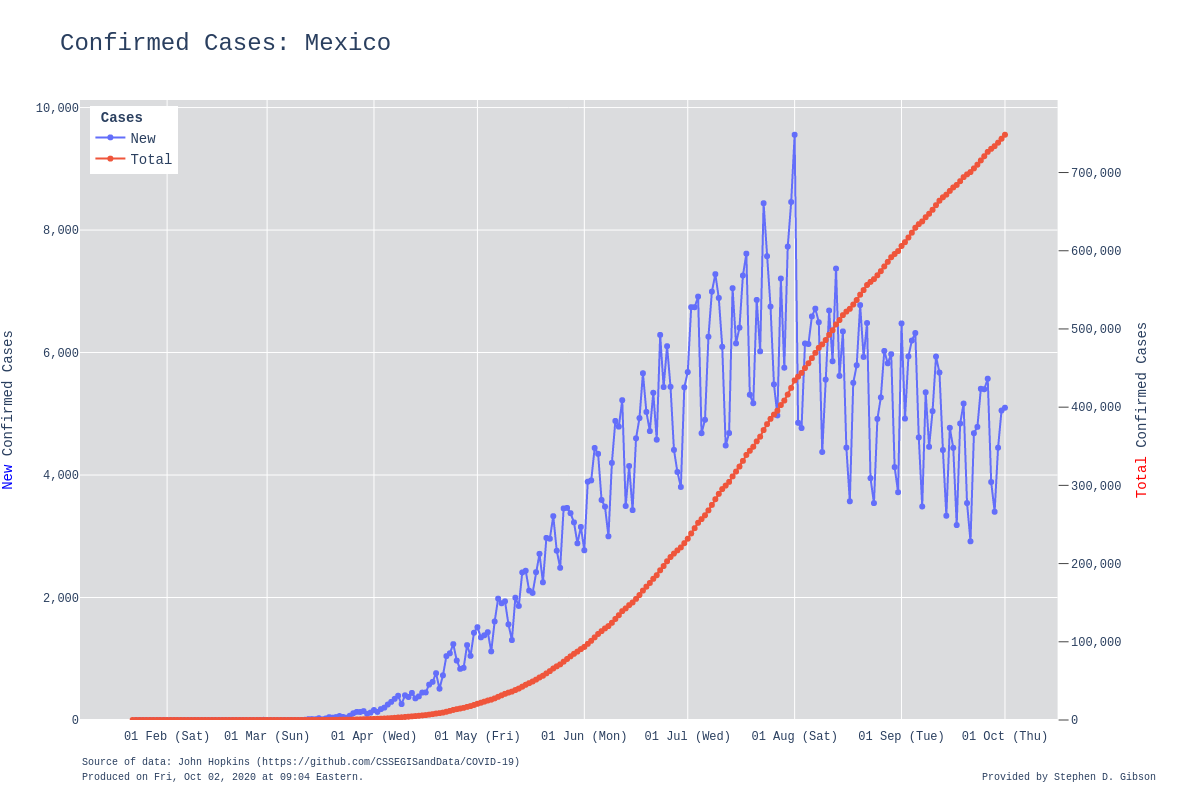 Confirmed Cases: Mexico
Cases
New
Total
10,000
8,000
6,000
4,000
2,000
0
700,000
600,000
500,000
400,000
300,000
200,000
100,000
0
New Confirmed Cases
Total Confirmed Cases
01 Feb (Sat) 01 Mar (Sun) 01 Apr (Wed) 01 May (Fri) 01 Jun (Mon) 01 Jul (Wed) 01 Aug (Sat) 01 Sep (Tue) 01 Oct (Thu)
Source of data: John Hopkins (https://github.com/CSSEGISandData/COVID-19)
Produced on Fri, Oct 02, 2020 at 09:04 Eastern.
Provided by Stephen D. Gibson